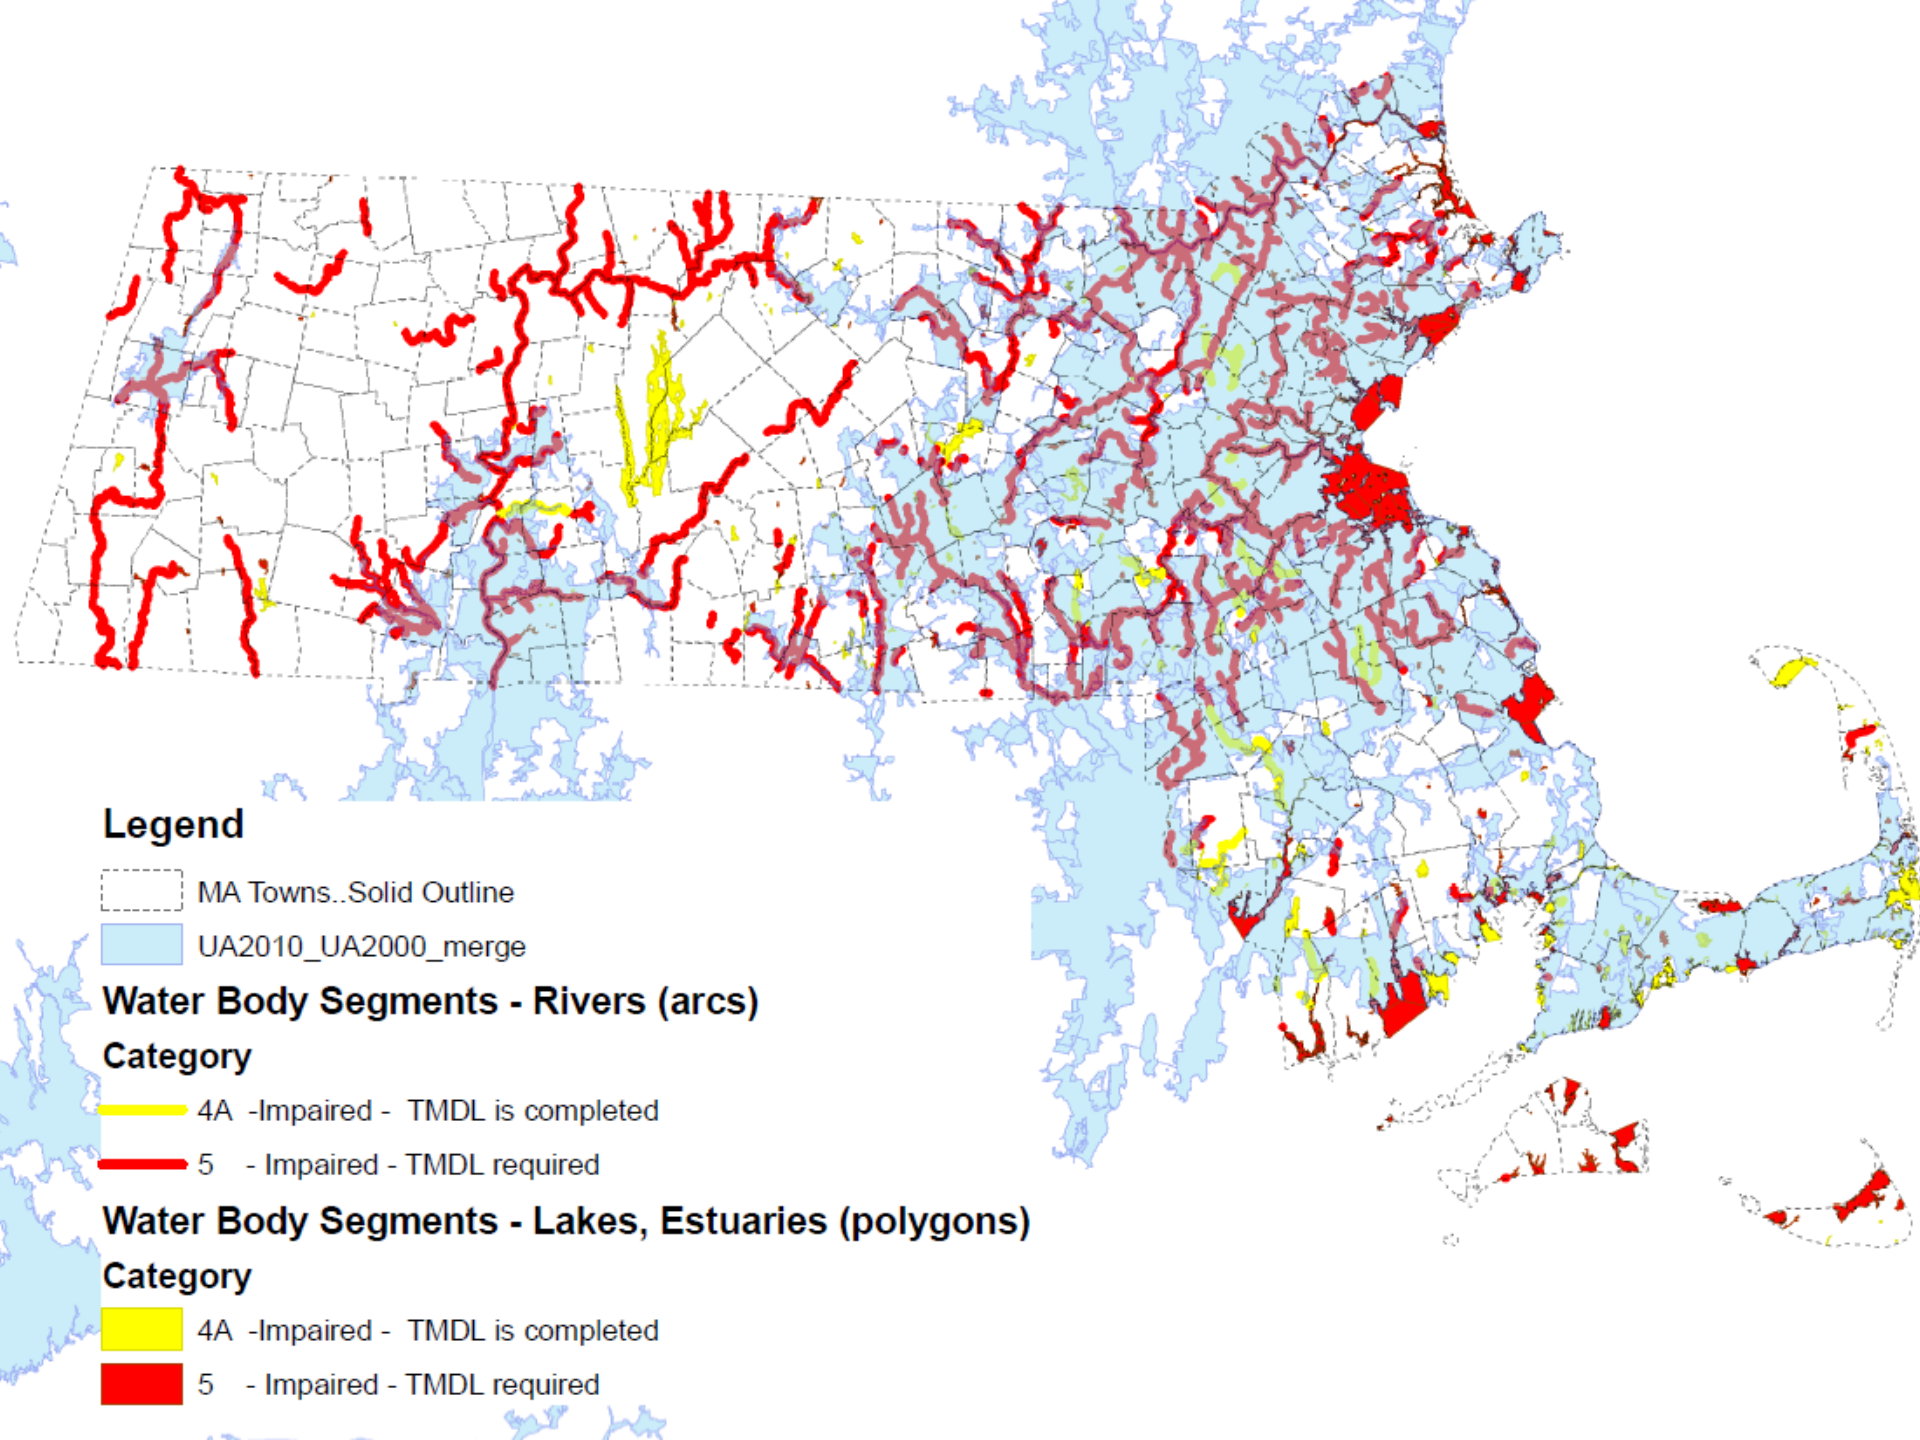 Legend
MA Towns..Solid Outline
UA2010_UA2000_merge
Water Body Segments - Rivers (arcs)
Category
4A -Impaired - TMDL is completed
5 - Impaired - TMDL required
Water Body Segments - Lakes, Estuaries (polygons)
Category
4A -Impaired - TMDL is completed
5 - Impaired - TMDL required